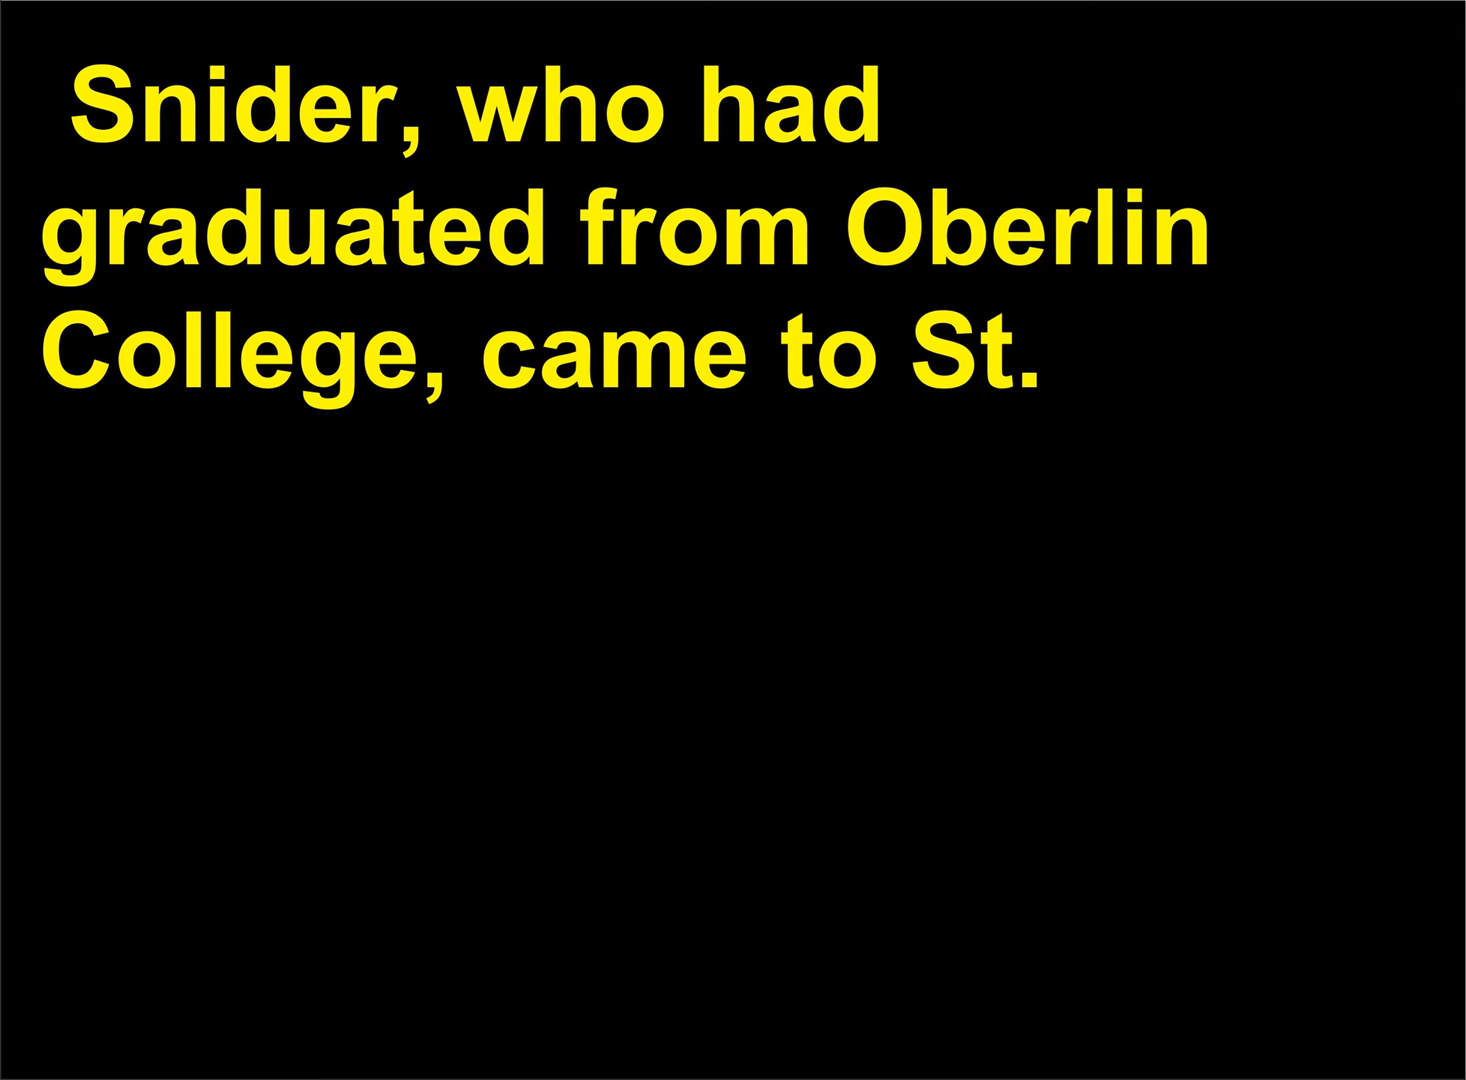 Snider, who had
graduated from Oberlin
College, came to St.